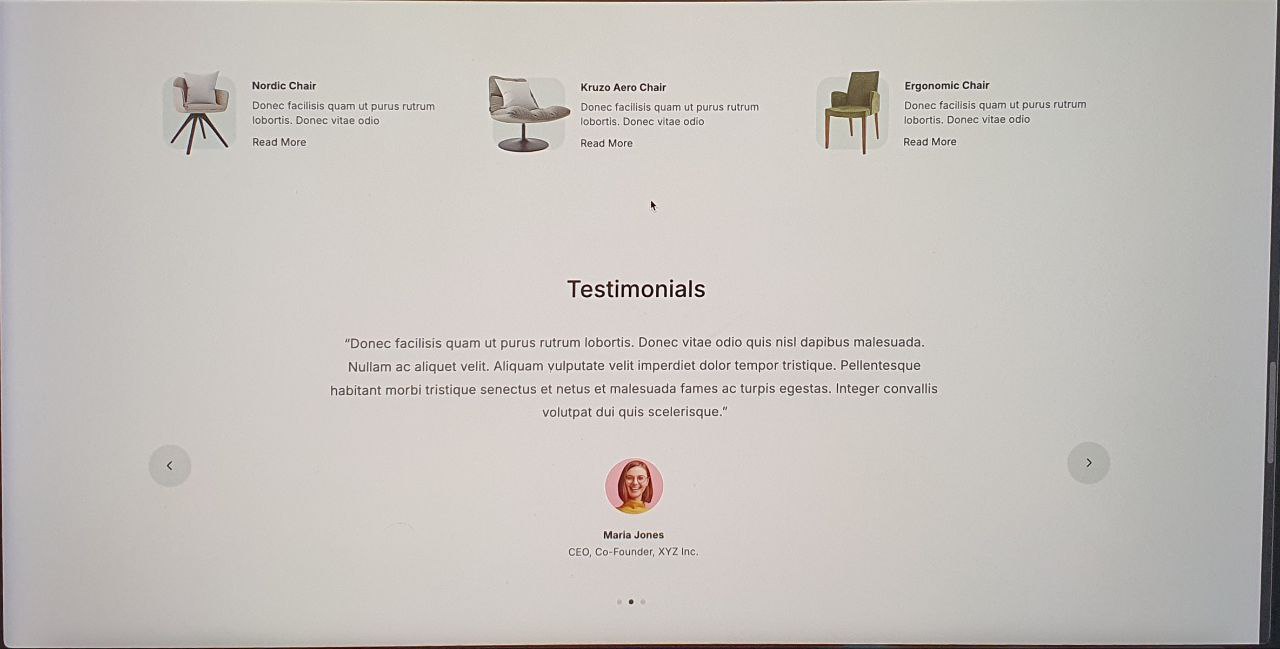 Nordic Chair
Donec facilisis quam ut purus rutrum
lobortis. Donec vitae odio
Read More
Kruzo Aero Chair
Donec facilisis quam ut purus rutrum
lobortis. Donec vitae odio
Read More
Ergonomic Chair
Donec facilisis quam ut purus rutrum
lobortis. Donec vitae odio
Read More
Testimonials
“Donec facilisis quam ut purus rutrum lobortis. Donec vitae odio quis nisl dapibus malesuada.
Nullam ac aliquet velit. Aliquam vulputate velit imperdiet dolor tempor tristique. Pellentesque
habitant morbi tristique senectus et netus et malesuada fames ac turpis egestas. Integer convallis
volutpat dui quis scelerisque.”
Maria Jones
CEO, Co-Founder, XYZ Inc.